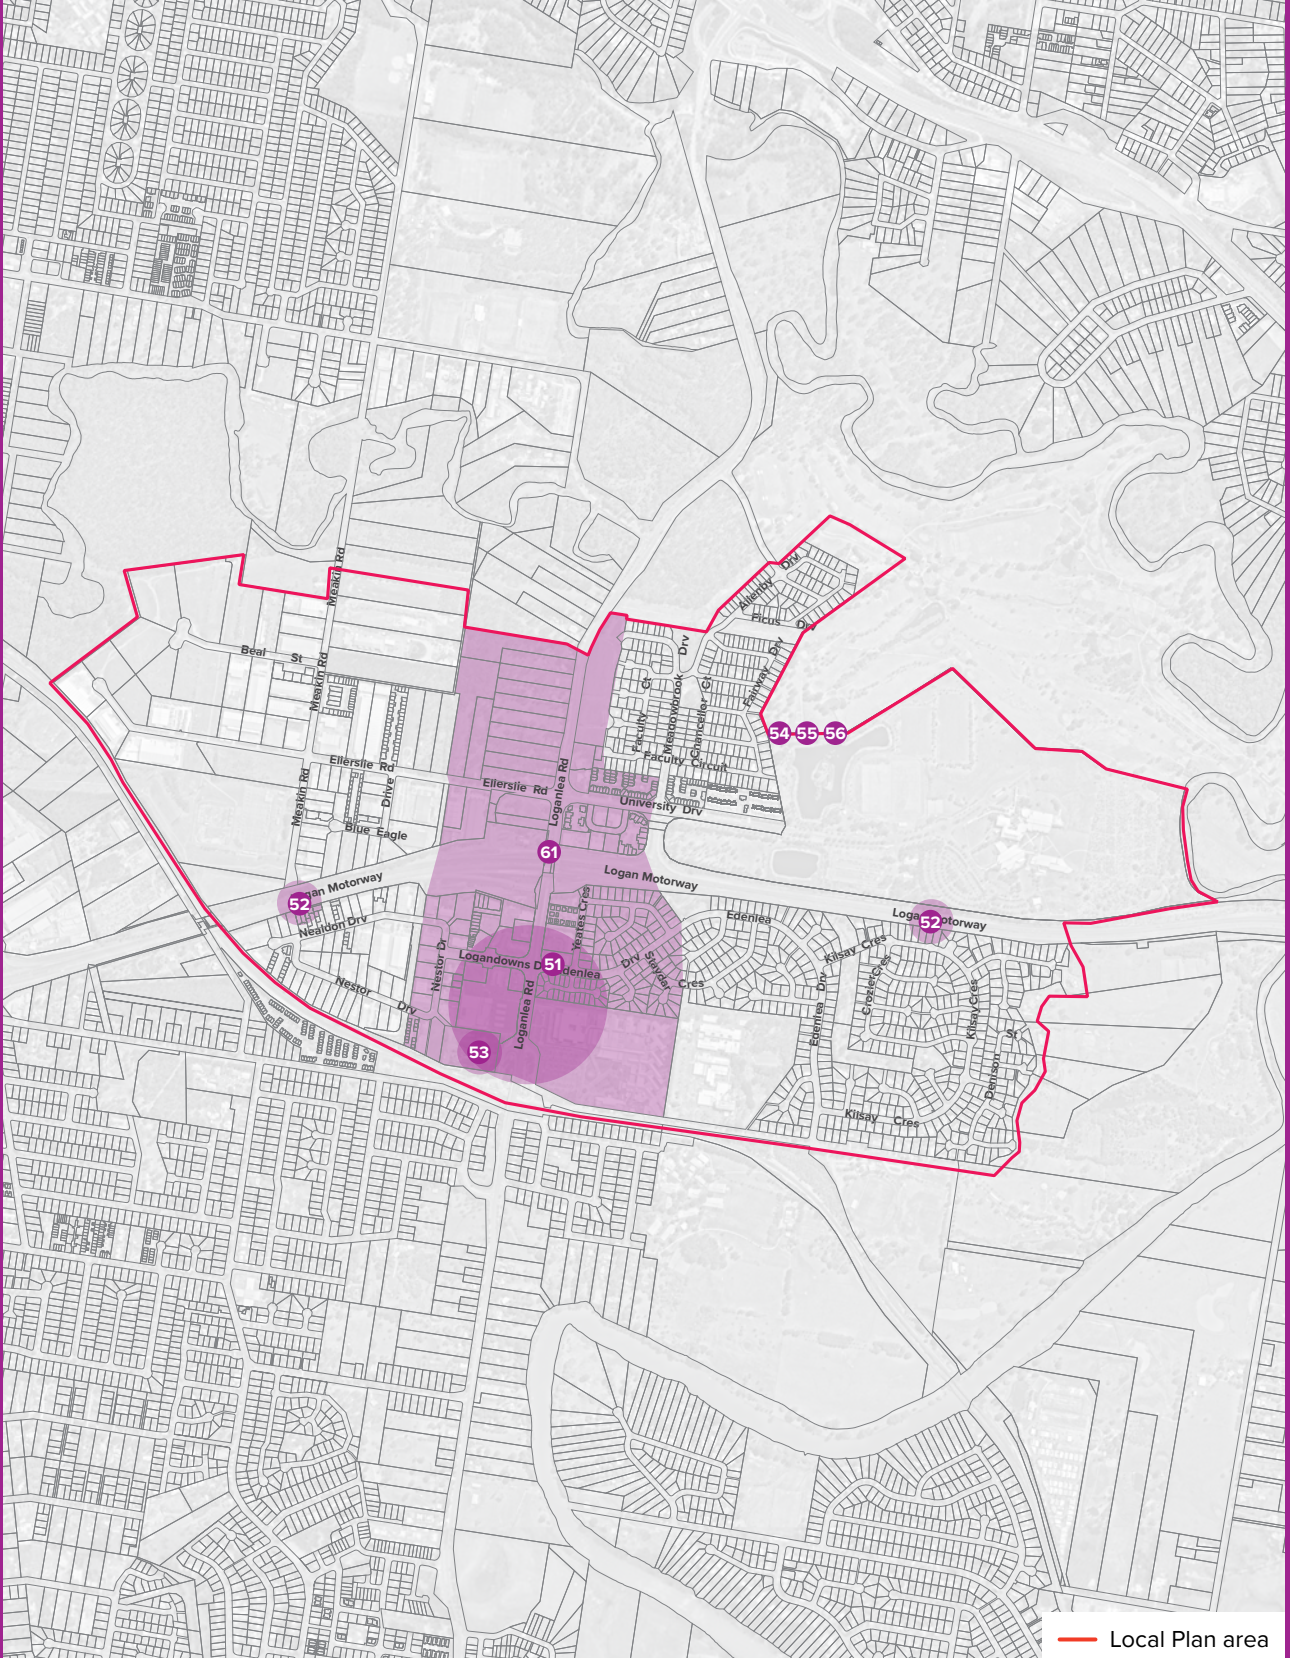 Meakin Rd
Allenby Drv
Ficus Drv
Drv
Beal St
Meakin Rd
Ct
Ct
Fairway Drv
Faculty
Meadowbrook
Chancellor
54 55 56
Faculty Circuit
Ellerslie Rd
Ellerslie Rd
Loganlea Rd
Meakin Rd
Drive
University Drv
Blue Eagle
61
Logan Motorway
Logan Motorway
52
Nealdon Drv
Yeates Cres
Edenlea
Logan Motorway
52
Kilsay Cres
Nestor Dr
Logandowns D
51
Edenlea
Drv
Stayday
Cres
Crozier Cres
Nestor Drv
Loganlea Rd
Edenlea Drv
Kilsay Cres
St
Denison
53
Kilsay Cres
Local Plan area